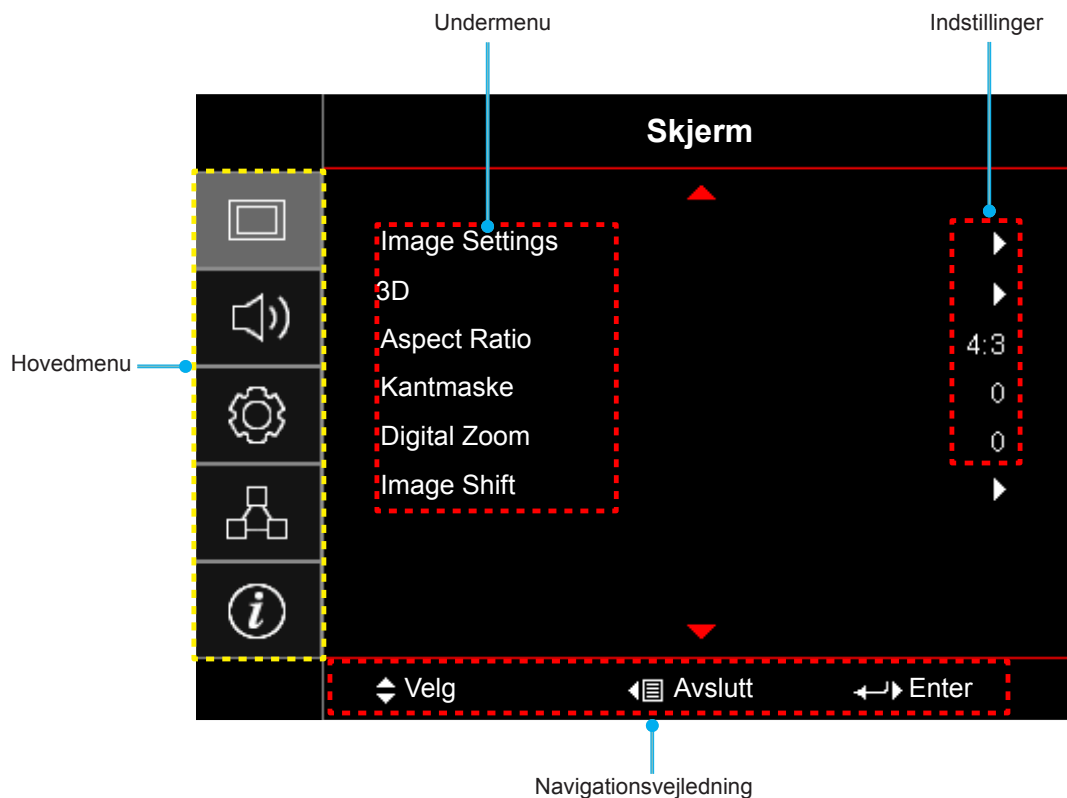 Undermenu
Indstillinger
Skjerm
Image Settings
3D
Aspect Ratio 4:3
Kantmaske 0
Digital Zoom 0
Image Shift
Hovedmenu
i
Velg Avslutt Enter
Navigationsvejledning